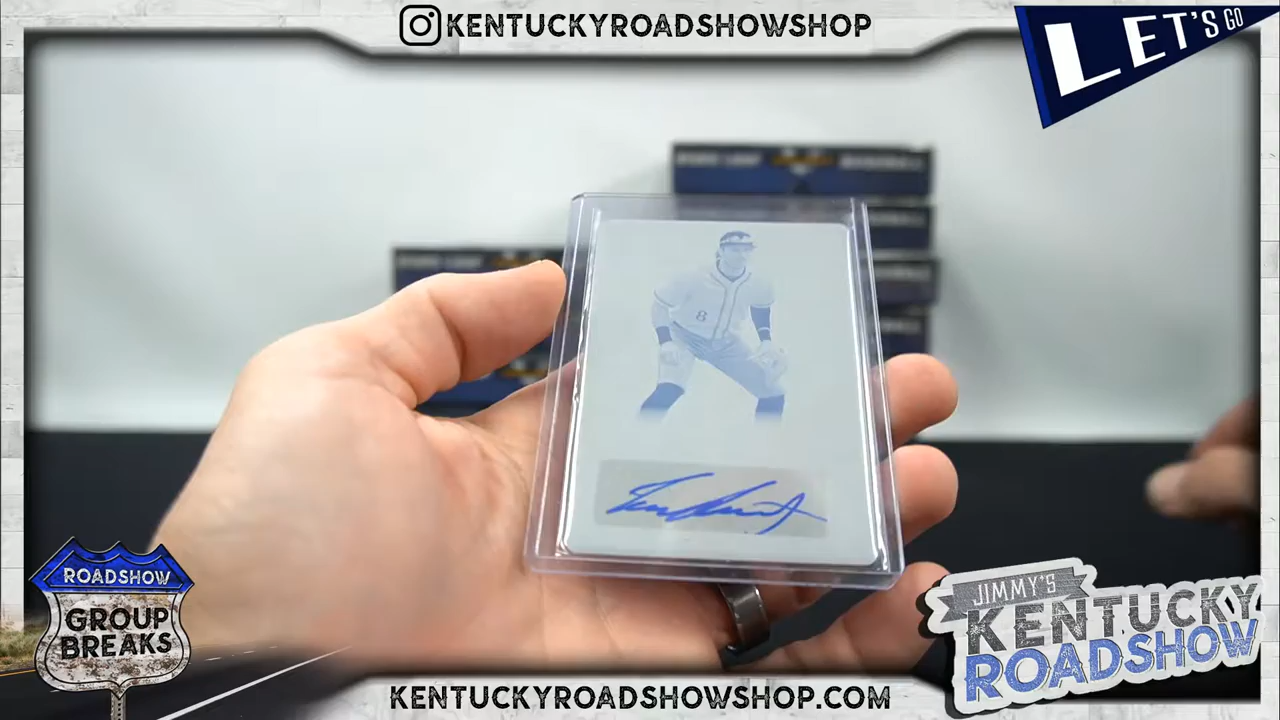 KENTUCKYROADSHOWSHOP
LET'S GO
8
ROADSHOW
GROUP
BREAKS
JIMMY'S
KENTUCKY
ROADSHOW
KENTUCKYROADSHOWSHOP.COM